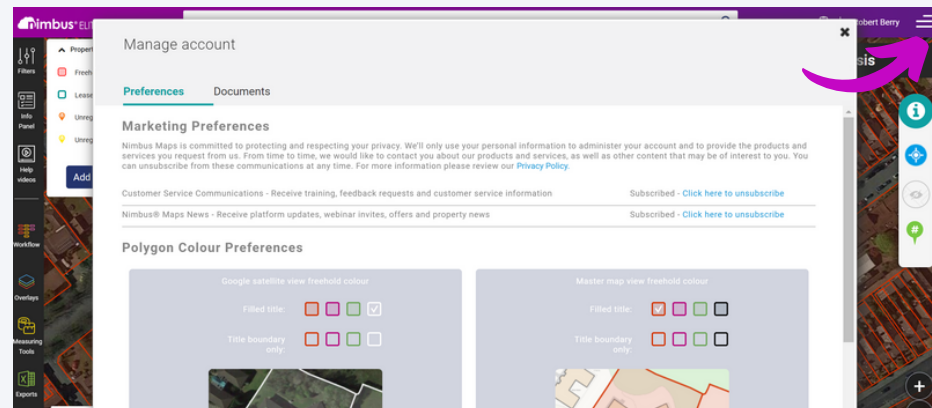 nimbus®
Robert Berry
Filters
Info
Panel
Help
videos
Workflow
Overlays
Measuring
Tools
Exports
Propert
Freeh
Lease
Unreg
Unreg
Add
sis
Manage account
Preferences Documents
Marketing Preferences
Nimbus Maps is committed to protecting and respecting your privacy. We'll only use your personal information to administer your account and to provide the products and
services you request from us. From time to time, we would like to contact you about our products and services, as well as other content that may be of interest to you. You
can unsubscribe from these communications at any time. For more information please review our Privacy Policy.
Customer Service Communications - Receive training, feedback requests and customer service information Subscribed - Click here to unsubscribe
Nimbus® Maps News - Receive platform updates, webinar invites, offers and property news Subscribed - Click here to unsubscribe
Polygon Colour Preferences
Google satellite view freehold colour
Filled title:
Title boundary
only:
Master map view freehold colour
Filled title:
Title boundary
only: